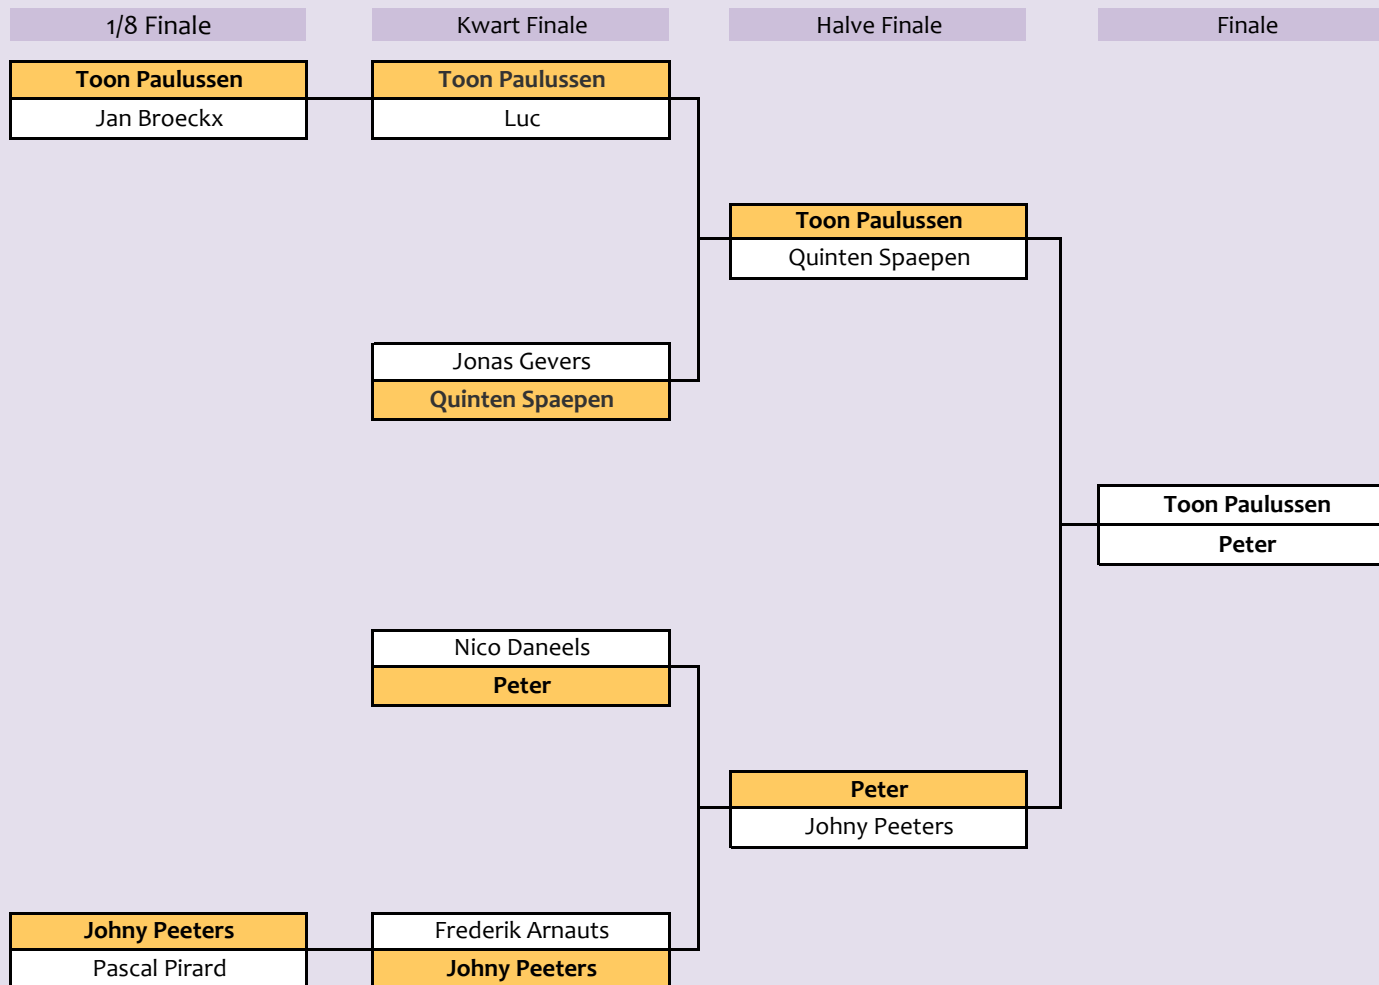 1/8 Finale
Kwart Finale
Halve Finale
Finale
Toon Paulussen
Jan Broeckx
Toon Paulussen
Luc
Toon Paulussen
Quinten Spaepen
Jonas Gevers
Quinten Spaepen
Toon Paulussen
Peter
Nico Daneels
Peter
Peter
Johny Peeters
Johny Peeters
Pascal Pirard
Frederik Arnauts
Johny Peeters